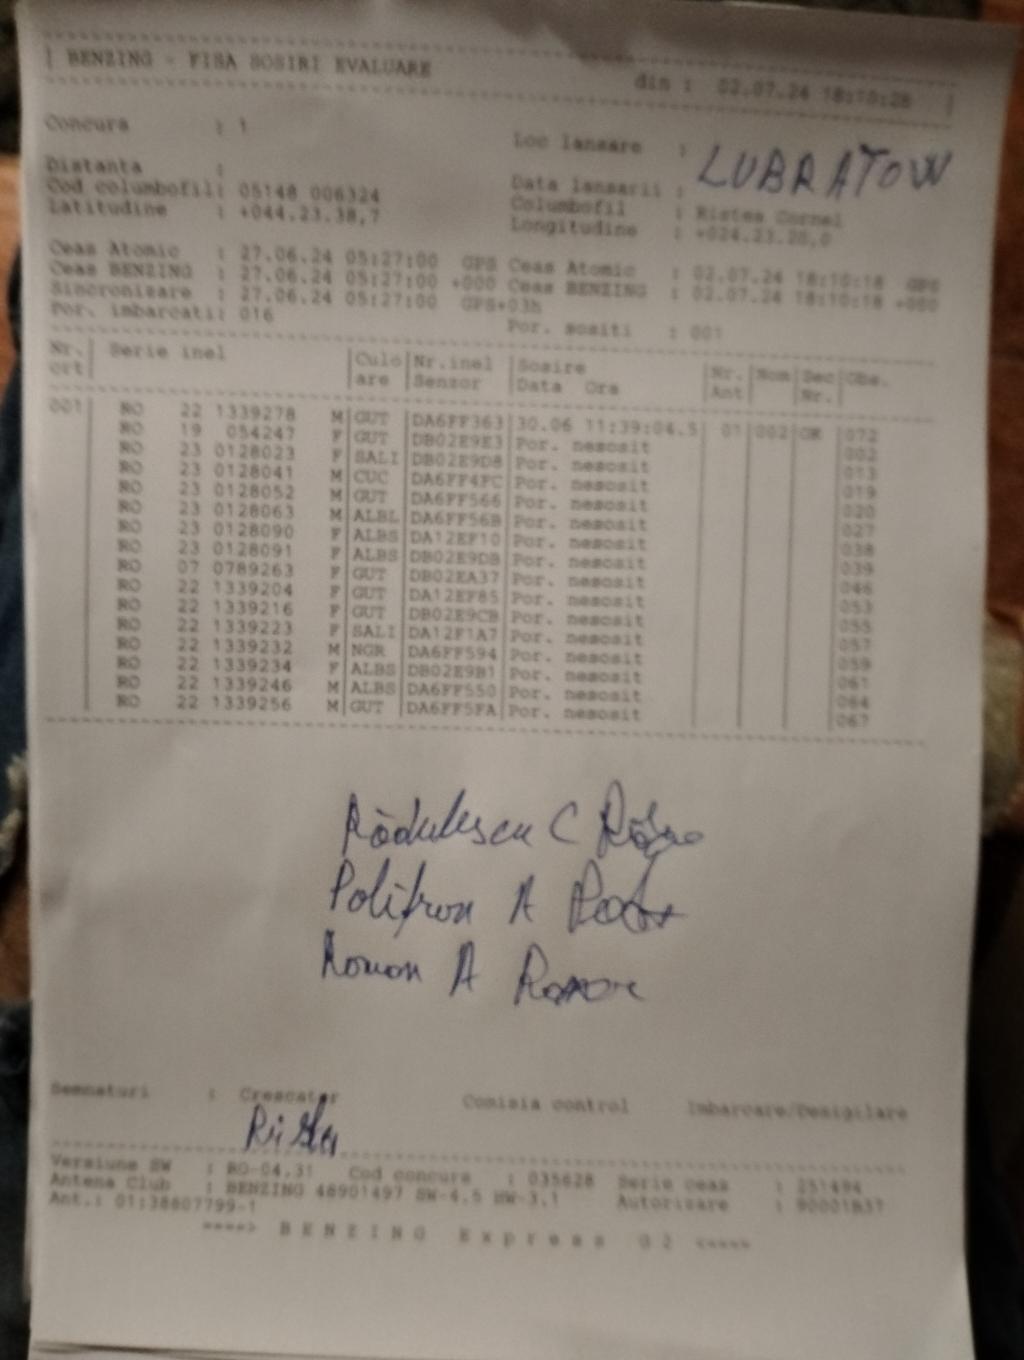 BENZING - FISA SOSIRI EVALUARE din : 02.07.24 18:10:28
Concurs : 1 Loc lansare : LUBRATOW
Distanta : Data lansarii :
Cod columbofil: 05148 006324 Columbofil : Ristea Cornel
Latitudine : +044.23.38,7 Longitudine : +024.23.20,0
Ceas Atomic : 27.06.24 05:27:00 GPS Ceas Atomic : 02.07.24 18:10:18 GPS
Ceas BENZING : 27.06.24 05:27:00 +000 Ceas BENZING : 02.07.24 18:10:18 +000
Sincronizare : 27.06.24 05:27:00 GPS+03h
Por. imbarcati: 016 Por. sositi : 001
Nr. Serie inel Culo Nr.inel Sosire Nr. Nom Sec Obs.
crt are Senzor Data Ora Ant Nr.
001 RO 22 1339278 M GUT DA6FF363 30.06 11:39:04.5 01 002 OK 072
RO 19 054247 F GUT DB02E9E3 Por. nesosit 002
RO 23 0128023 F SALI DB02E9D8 Por. nesosit 013
RO 23 0128041 M CUC DA6FF4FC Por. nesosit 019
RO 23 0128052 M GUT DA6FF566 Por. nesosit 020
RO 23 0128063 M ALBL DA6FF56B Por. nesosit 027
RO 23 0128090 F ALBS DA12EF10 Por. nesosit 038
RO 23 0128091 F ALBS DB02E9DB Por. nesosit 039
RO 07 0789263 F GUT DB02EA37 Por. nesosit 046
RO 22 1339204 F GUT DA12EF85 Por. nesosit 053
RO 22 1339216 F GUT DB02E9CB Por. nesosit 055
RO 22 1339223 F SALI DA12F1A7 Por. nesosit 057
RO 22 1339232 M NGR DA6FF594 Por. nesosit 059
RO 22 1339234 F ALBS DB02E9B1 Por. nesosit 061
RO 22 1339246 M ALBS DA6FF550 Por. nesosit 064
RO 22 1339256 M GUT DA6FF5FA Por. nesosit 067
Rădulescu C
Politron A
Roman A
Semnaturi : Crescator Comisia control Imbarcare/Desigilare
Versiune SW : RO-04.31 Cod concurs : 035628 Serie ceas : 251494
Antena Club : BENZING 48901497 SW-4.5 HW-3.1 Autorizare : 90001B37
Ant.: 01:38607799-1
====> BENZING Express G2 <====